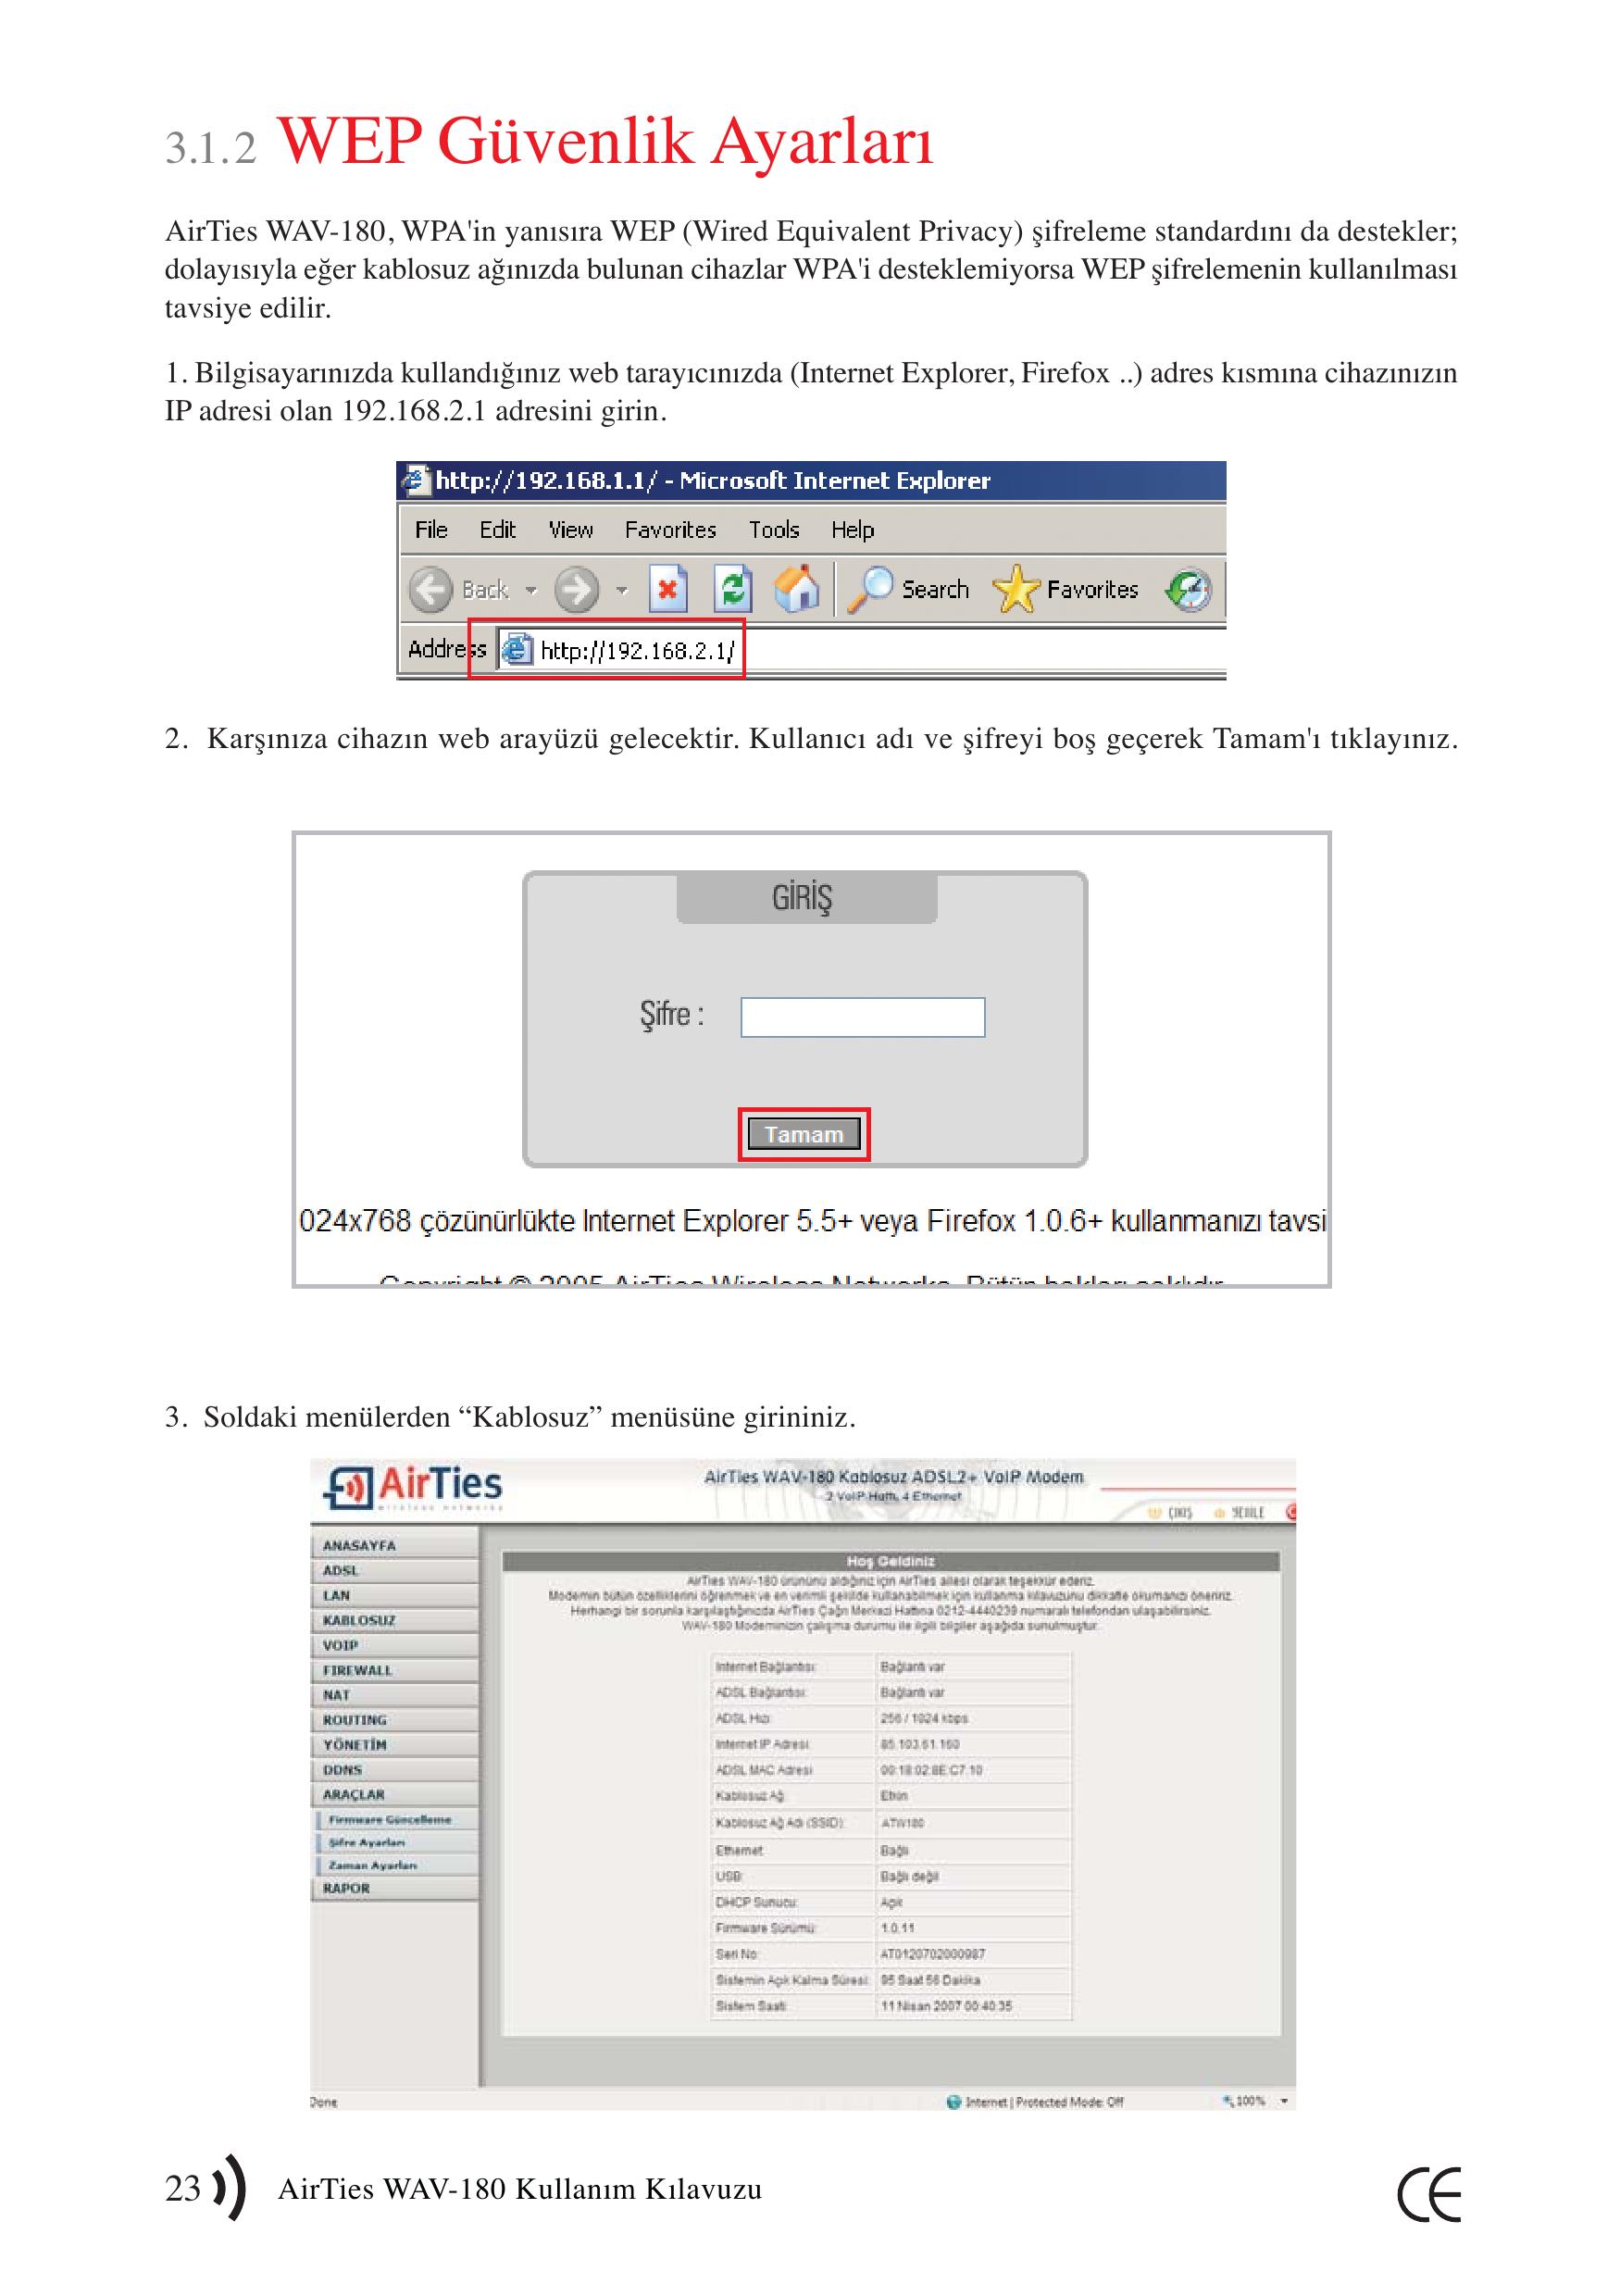 3.1.2 WEP Güvenlik Ayarları
AirTies WAV-180, WPA'in yanısıra WEP (Wired Equivalent Privacy) şifreleme standardını da destekler;
dolayısıyla eğer kablosuz ağınızda bulunan cihazlar WPA'i desteklemiyorsa WEP şifrelemenin kullanılması
tavsiye edilir.
1. Bilgisayarınızda kullandığınız web tarayıcınızda (Internet Explorer, Firefox ..) adres kısmına cihazınızın
IP adresi olan 192.168.2.1 adresini girin.
http://192.168.1.1/ - Microsoft Internet Explorer
File Edit View Favorites Tools Help
Back Search Favorites
Address http://192.168.2.1/
2. Karşınıza cihazın web arayüzü gelecektir. Kullanıcı adı ve şifreyi boş geçerek Tamam'ı tıklayınız.
GİRİŞ
Şifre :
Tamam
024x768 çözünürlükte Internet Explorer 5.5+ veya Firefox 1.0.6+ kullanmanızı tavsi
Copyright © 2005 AirTies Wireless Networks. Bütün hakları saklıdır
3. Soldaki menülerden “Kablosuz” menüsüne girininiz.
AirTies
wireless networks
AirTies WAV-180 Kablosuz ADSL2+ VoIP Modem
2 VoIP Hattı, 4 Ethernet
ÇIKIŞ YENİLE
ANASAYFA
ADSL
LAN
KABLOSUZ
VOIP
FIREWALL
NAT
ROUTING
YÖNETİM
DDNS
ARAÇLAR
Firmware Güncelleme
Şifre Ayarları
Zaman Ayarları
RAPOR
Hoş Geldiniz
AirTies WAV-180 ürününü aldığınız için AirTies ailesi olarak teşekkür ederiz.
Modemin bütün özelliklerini öğrenmek ve en verimli şekilde kullanabilmek için kullanma kılavuzunu dikkatle okumanızı öneririz.
Herhangi bir sorunla karşılaştığınızda AirTies Çağrı Merkezi Hattına 0212-4440239 numaralı telefondan ulaşabilirsiniz.
WAV-180 Modeminizin çalışma durumu ile ilgili bilgiler aşağıda sunulmuştur.
Internet Bağlantısı: Bağlantı var
ADSL Bağlantısı: Bağlantı var
ADSL Hızı: 256 / 1024 kbps
Internet IP Adresi: 85.103.61.160
ADSL MAC Adresi: 00:18:02:8E:C7:10
Kablosuz Ağ: Etkin
Kablosuz Ağ Adı (SSID): ATW180
Ethernet: Bağlı
USB: Bağlı değil
DHCP Sunucu: Açık
Firmware Sürümü: 1.0.11
Seri No: AT0120702000987
Sistemin Açık Kalma Süresi: 95 Saat 56 Dakika
Sistem Saati: 11 Nisan 2007 00:40:35
Done Internet | Protected Mode: Off 100%
23 AirTies WAV-180 Kullanım Kılavuzu
CE